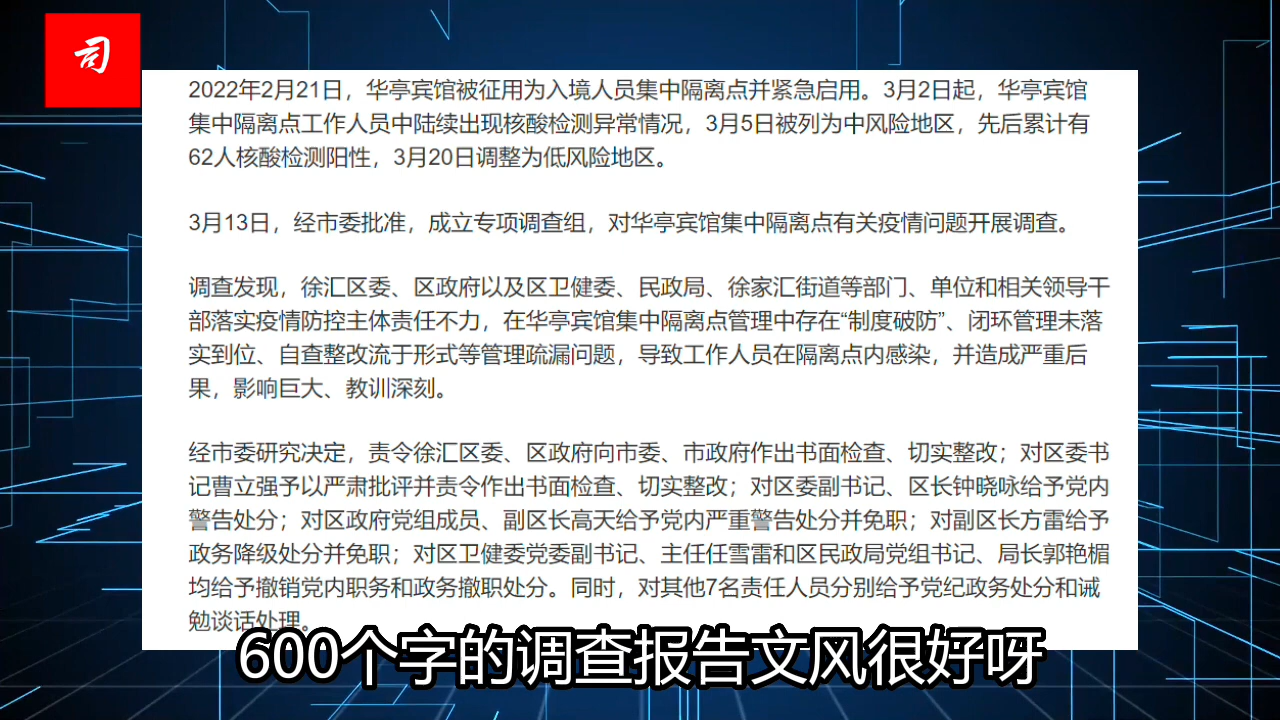 司
2022年2月21日，华亭宾馆被征用为入境人员集中隔离点并紧急启用。3月2日起，华亭宾馆
集中隔离点工作人员中陆续出现核酸检测异常情况，3月5日被列为中风险地区，先后累计有
62人核酸检测阳性，3月20日调整为低风险地区。
3月13日，经市委批准，成立专项调查组，对华亭宾馆集中隔离点有关疫情问题开展调查。
调查发现，徐汇区委、区政府以及区卫健委、民政局、徐家汇街道等部门、单位和相关领导干
部落实疫情防控主体责任不力，在华亭宾馆集中隔离点管理中存在“制度破防”、闭环管理未落
实到位、自查整改流于形式等管理疏漏问题，导致工作人员在隔离点内感染，并造成严重后
果，影响巨大、教训深刻。
经市委研究决定，责令徐汇区委、区政府向市委、市政府作出书面检查、切实整改；对区委书
记曹立强予以严肃批评并责令作出书面检查、切实整改；对区委副书记、区长钟晓咏给予党内
警告处分；对区政府党组成员、副区长高天给予党内严重警告处分并免职；对副区长方雷给予
政务降级处分并免职；对区卫健委党委副书记、主任任雪雷和区民政局党组书记、局长郭艳楣
均给予撤销党内职务和政务撤职处分。同时，对其他7名责任人员分别给予党纪政务处分和诫
勉谈话处理。
600个字的调查报告文风很好呀